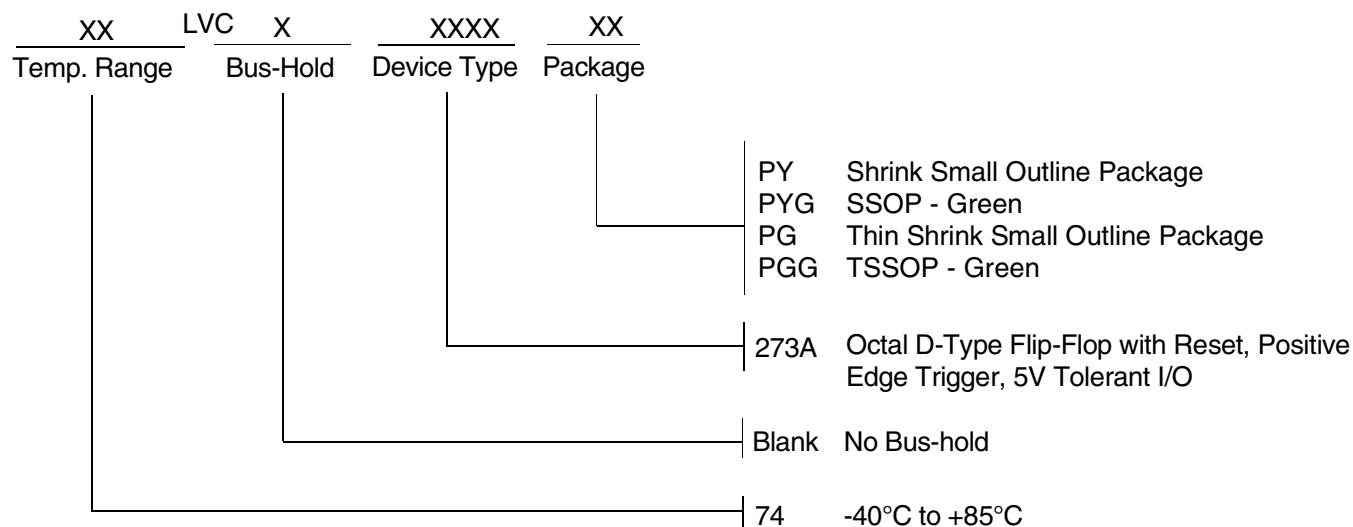 XX LVC X XXXX XX
Temp. Range Bus-Hold Device Type Package
PY Shrink Small Outline Package
PYG SSOP - Green
PG Thin Shrink Small Outline Package
PGG TSSOP - Green
273A Octal D-Type Flip-Flop with Reset, Positive
Edge Trigger, 5V Tolerant I/O
Blank No Bus-hold
74 -40°C to +85°C